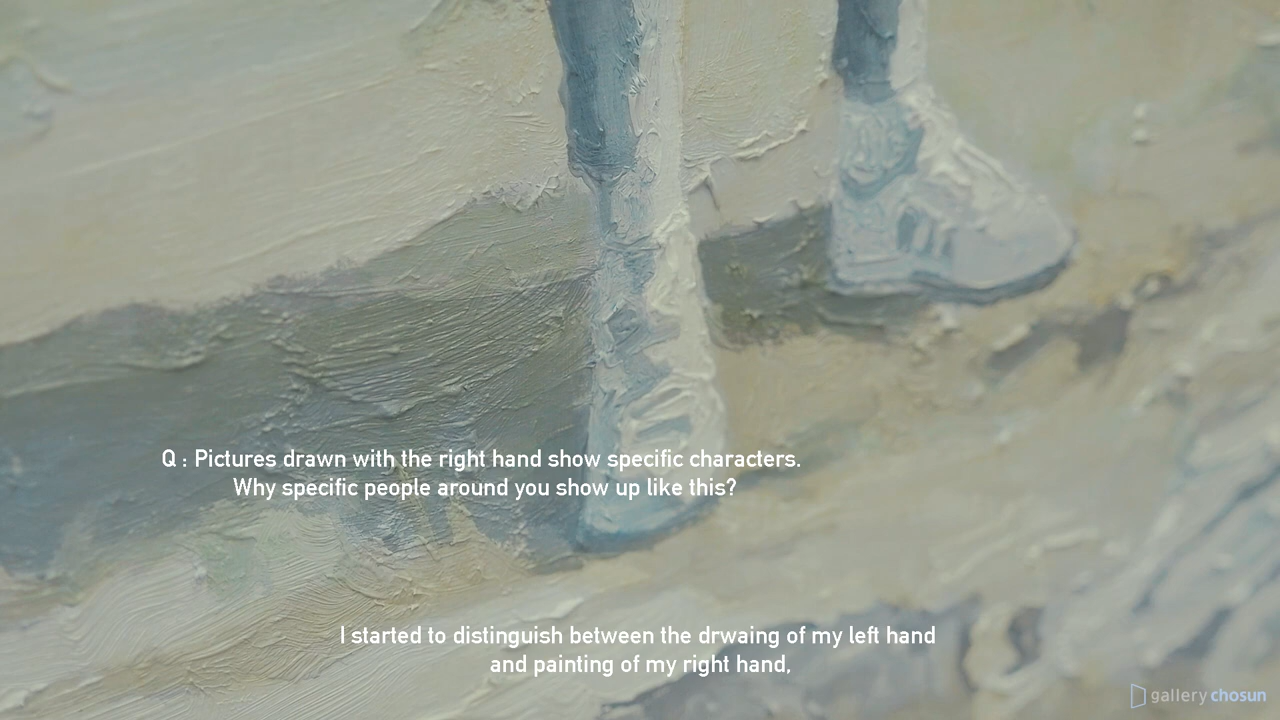 Q : Pictures drawn with the right hand show specific characters.
Why specific people around you show up like this?
I started to distinguish between the drwaing of my left hand
and painting of my right hand,
gallery chosun